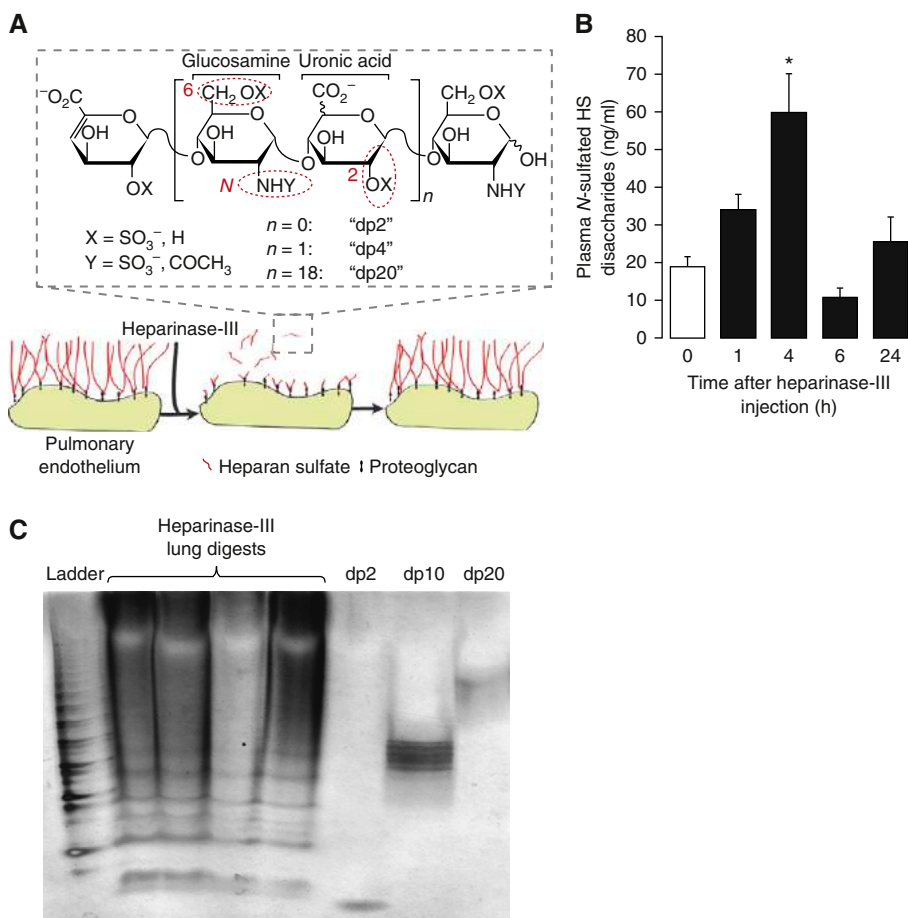 A
Glucosamine Uronic acid
⁻O₂C
6 CH₂ OX
CO₂⁻
CH₂OX
O O O O
OH OH OH OH
O O O OH
OX
N NHY
2 OX
n
NHY
X = SO₃⁻, H
Y = SO₃⁻, COCH₃
n = 0: “dp2”
n = 1: “dp4”
n = 18: “dp20”
Heparinase-III
Pulmonary
endothelium
Heparan sulfate Proteoglycan
B
Plasma N-sulfated HS
disaccharides (ng/ml)
80
70
60
50
40
30
20
10
0
*
0 1 4 6 24
Time after heparinase-III
injection (h)
C
Heparinase-III
lung digests
Ladder dp2 dp10 dp20